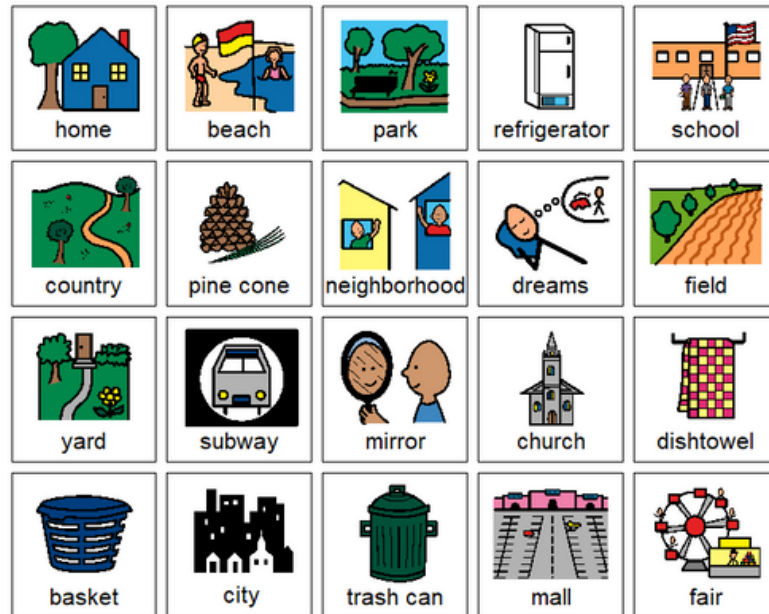 home
beach
park
refrigerator
school
country
pine cone
neighborhood
dreams
field
yard
subway
mirror
church
dishtowel
basket
city
trash can
mall
fair